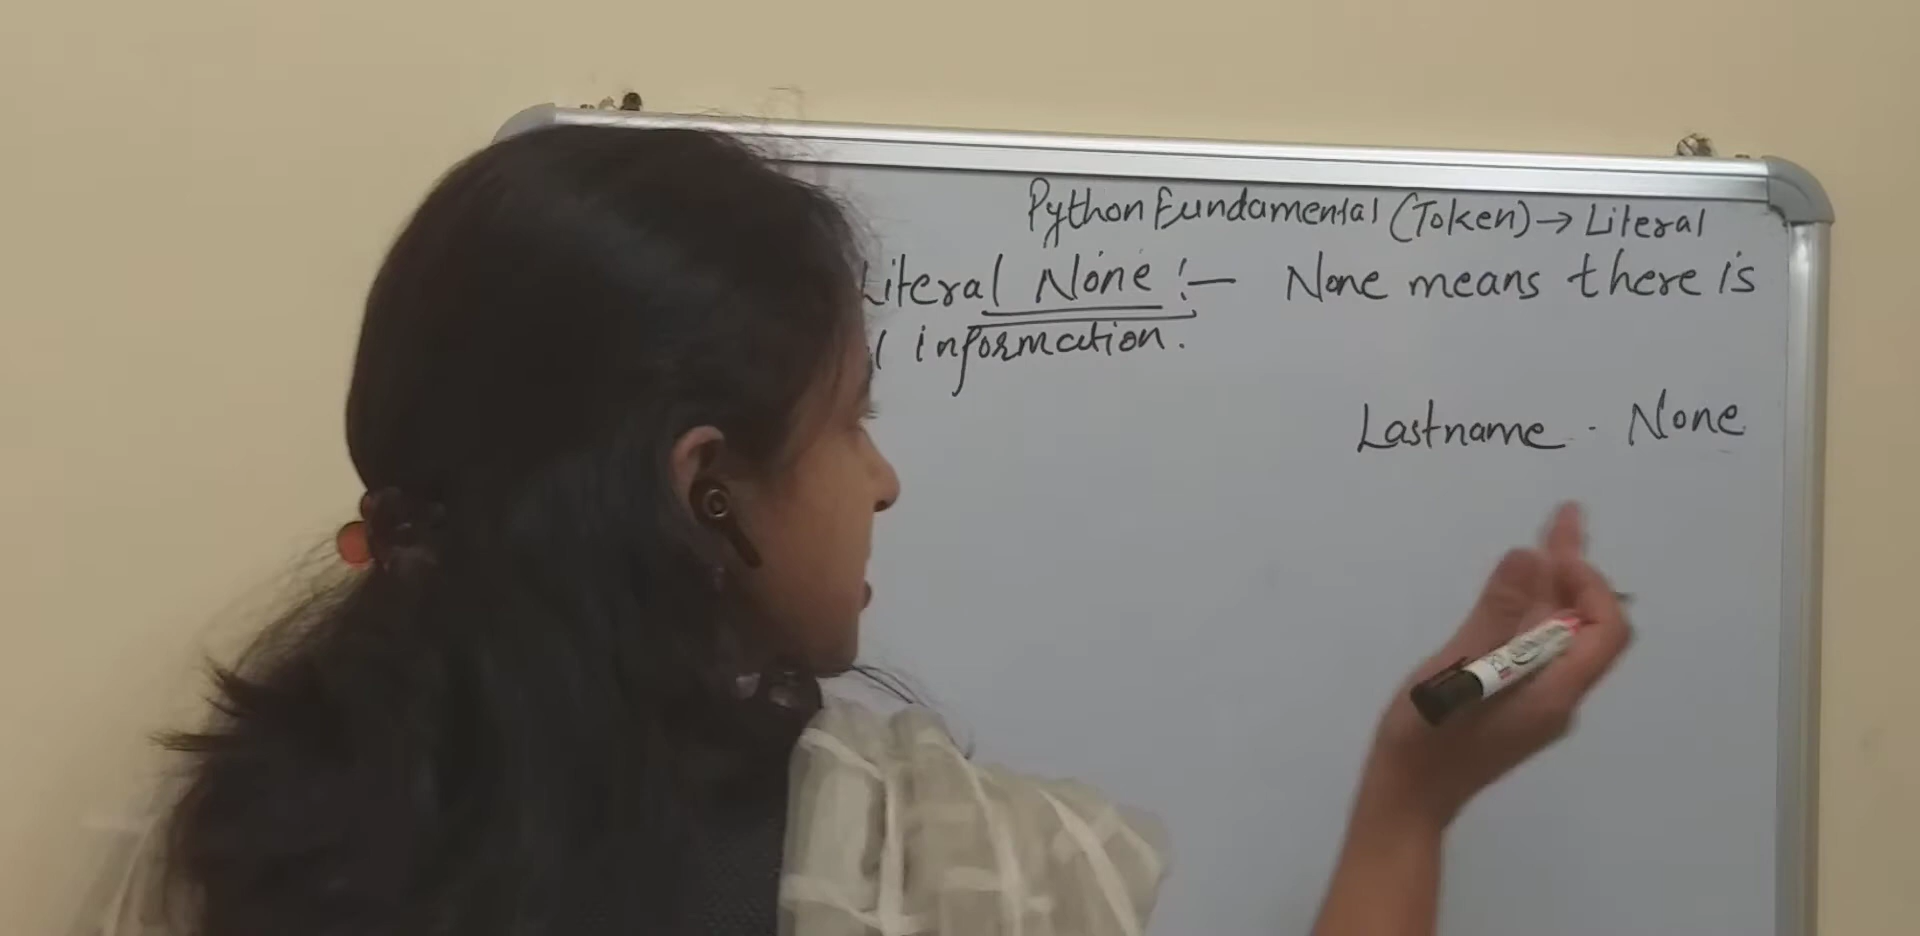 Python Fundamental (Token) → Literal
Literal None :— None means there is
information.
Lastname - None